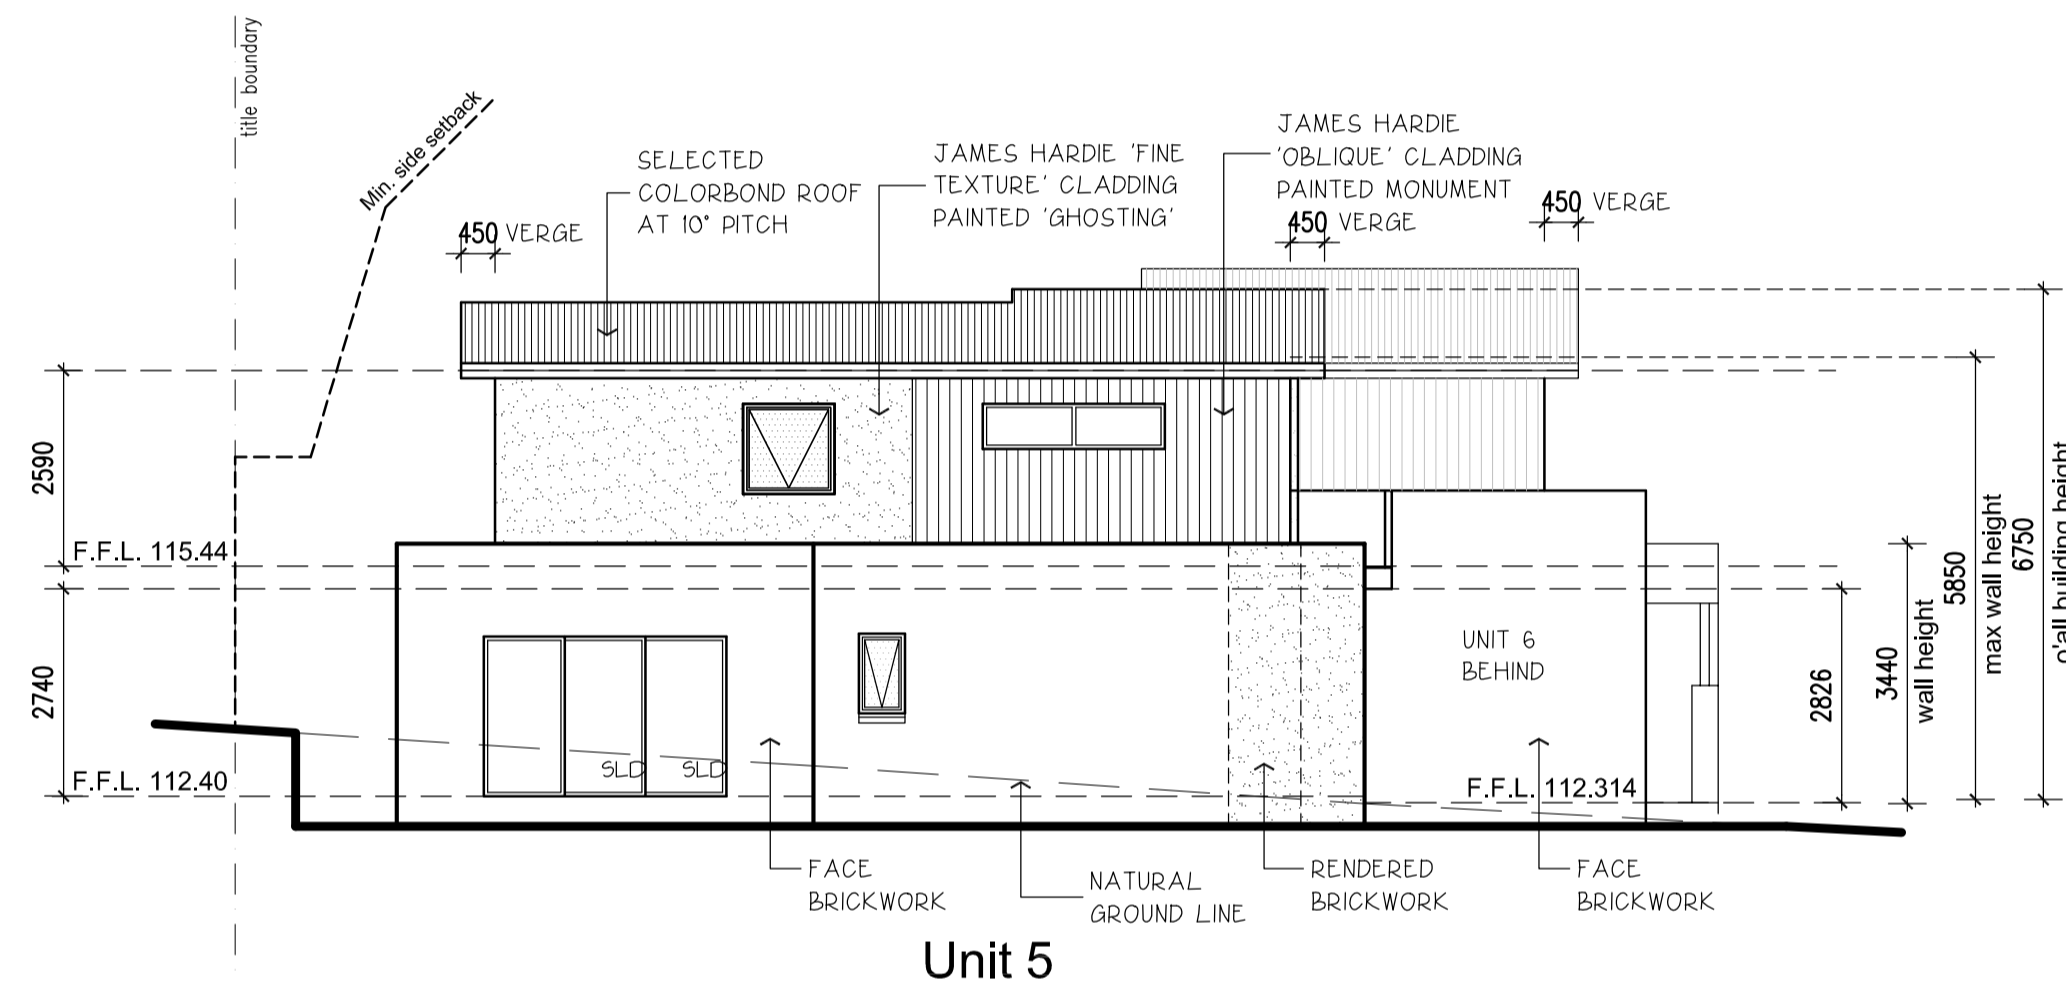 title boundary
Min. side setback
SELECTED
COLORBOND ROOF
AT 10° PITCH
JAMES HARDIE 'FINE
TEXTURE' CLADDING
PAINTED 'GHOSTING'
JAMES HARDIE
'OBLIQUE' CLADDING
PAINTED MONUMENT
450 VERGE
450 VERGE
450 VERGE
2590
F.F.L. 115.44
2740
F.F.L. 112.40
SLD
SLD
UNIT 6
BEHIND
F.F.L. 112.314
2826
3440
wall height
5850
max wall height
6750
o'all building height
FACE
BRICKWORK
NATURAL
GROUND LINE
RENDERED
BRICKWORK
FACE
BRICKWORK
Unit 5